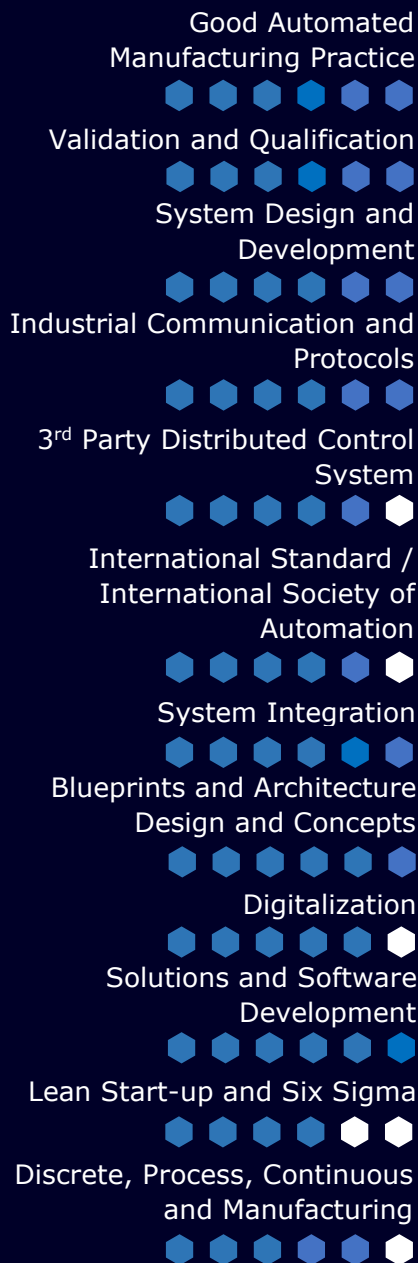 Good Automated
Manufacturing Practice
Validation and Qualification
System Design and
Development
Industrial Communication and
Protocols
3rd Party Distributed Control
System
International Standard /
International Society of
Automation
System Integration
Blueprints and Architecture
Design and Concepts
Digitalization
Solutions and Software
Development
Lean Start-up and Six Sigma
Discrete, Process, Continuous
and Manufacturing